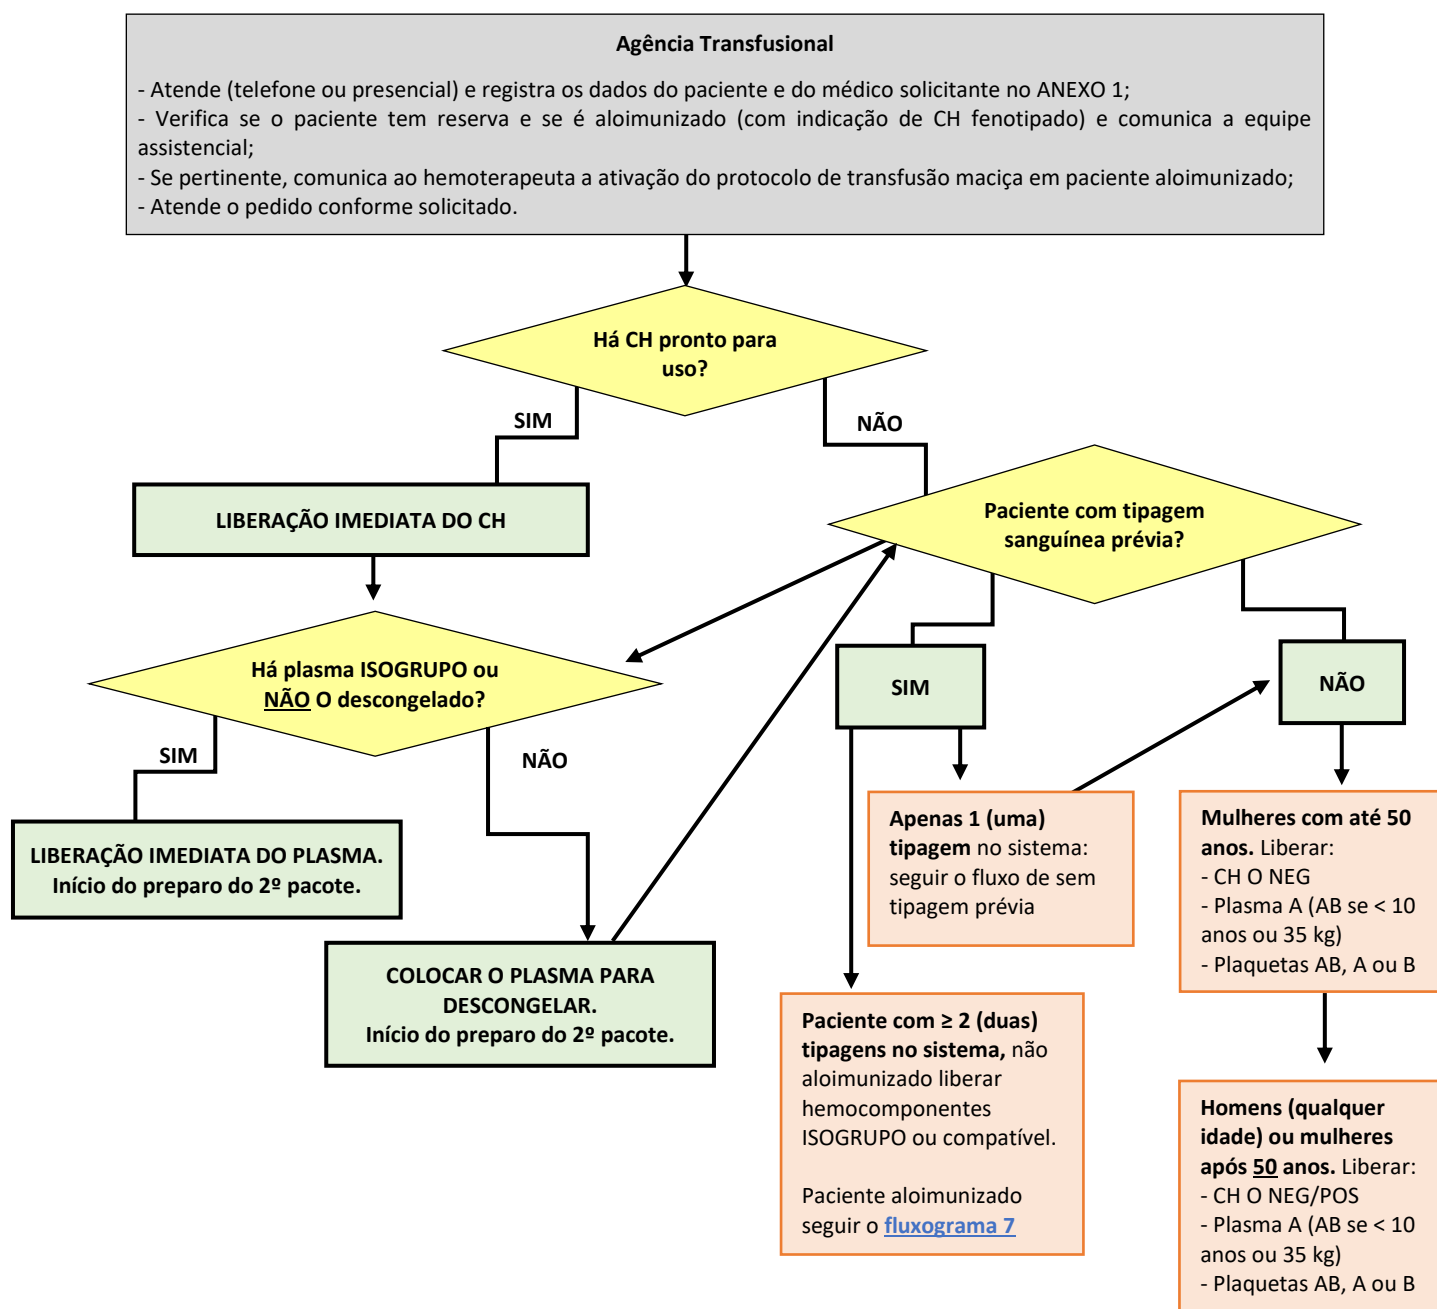 Agência Transfusional
- Atende (telefone ou presencial) e registra os dados do paciente e do médico solicitante no ANEXO 1;
- Verifica se o paciente tem reserva e se é aloimunizado (com indicação de CH fenotipado) e comunica a equipe
assistencial;
- Se pertinente, comunica ao hemoterapeuta a ativação do protocolo de transfusão maciça em paciente aloimunizado;
- Atende o pedido conforme solicitado.
Há CH pronto para
uso?
SIM
NÃO
LIBERAÇÃO IMEDIATA DO CH
Paciente com tipagem
sanguínea prévia?
Há plasma ISOGRUPO ou
NÃO O descongelado?
SIM
NÃO
SIM
NÃO
LIBERAÇÃO IMEDIATA DO PLASMA.
Início do preparo do 2º pacote.
COLOCAR O PLASMA PARA
DESCONGELAR.
Início do preparo do 2º pacote.
Apenas 1 (uma)
tipagem no sistema:
seguir o fluxo de sem
tipagem prévia
Mulheres com até 50
anos. Liberar:
- CH O NEG
- Plasma A (AB se < 10
anos ou 35 kg)
- Plaquetas AB, A ou B
Paciente com ≥ 2 (duas)
tipagens no sistema, não
aloimunizado liberar
hemocomponentes
ISOGRUPO ou compatível.
Paciente aloimunizado
seguir o fluxograma 7
Homens (qualquer
idade) ou mulheres
após 50 anos. Liberar:
- CH O NEG/POS
- Plasma A (AB se < 10
anos ou 35 kg)
- Plaquetas AB, A ou B